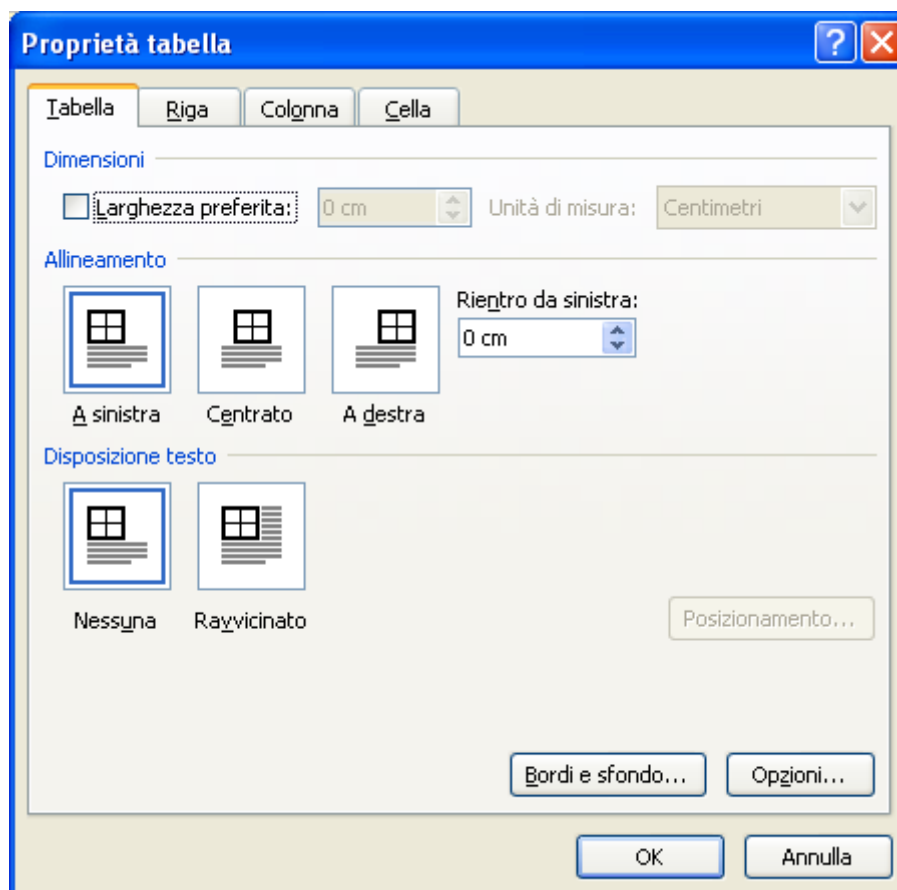 Proprietà tabella
Tabella Riga Colonna Cella
Dimensioni
Larghezza preferita: 0 cm Unità di misura: Centimetri
Allineamento
Rientro da sinistra:
0 cm
A sinistra Centrato A destra
Disposizione testo
Nessuna Ravvicinato
Posizionamento...
Bordi e sfondo... Opzioni...
OK Annulla